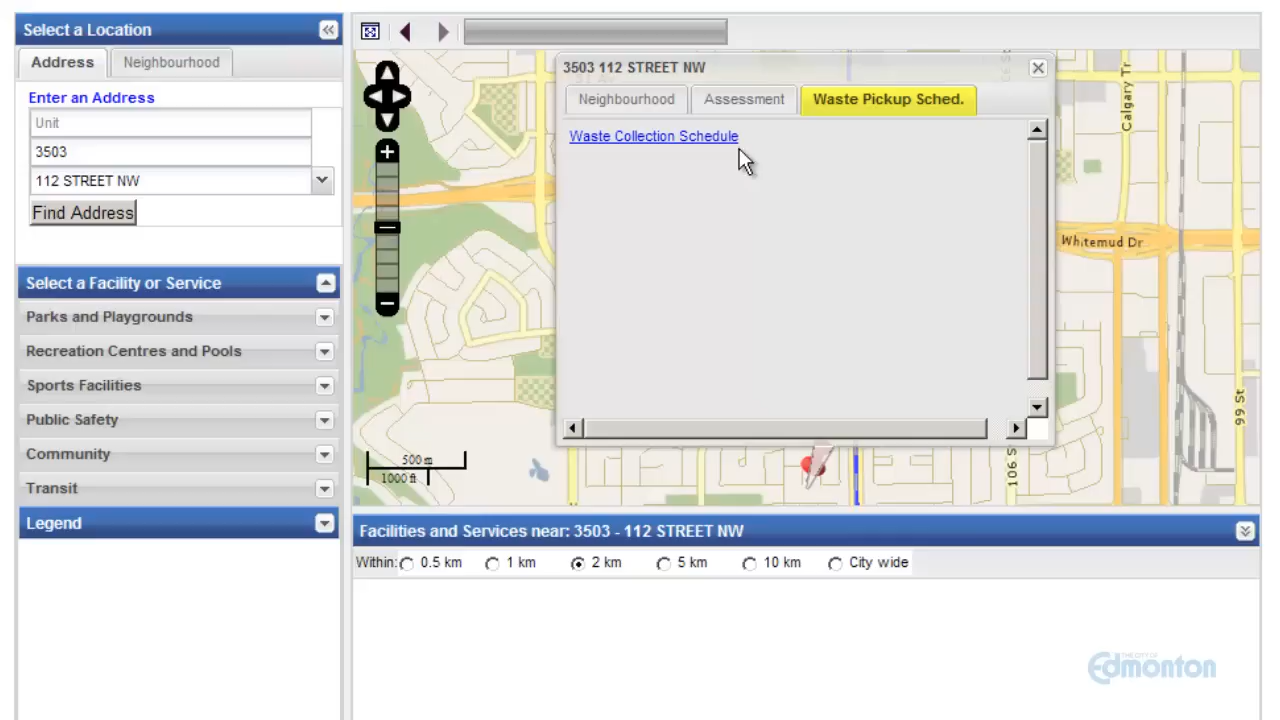 Select a Location
Address
Neighbourhood
Enter an Address
Unit
3503
112 STREET NW
Find Address
Select a Facility or Service
Parks and Playgrounds
Recreation Centres and Pools
Sports Facilities
Public Safety
Community
Transit
Legend
3503 112 STREET NW
Neighbourhood
Assessment
Waste Pickup Sched.
Waste Collection Schedule
Calgary Tr
Whitemud Dr
99 St
106 S
500 m
1000 ft
Facilities and Services near: 3503 - 112 STREET NW
Within: 0.5 km 1 km 2 km 5 km 10 km City wide
THE CITY OF
Edmonton